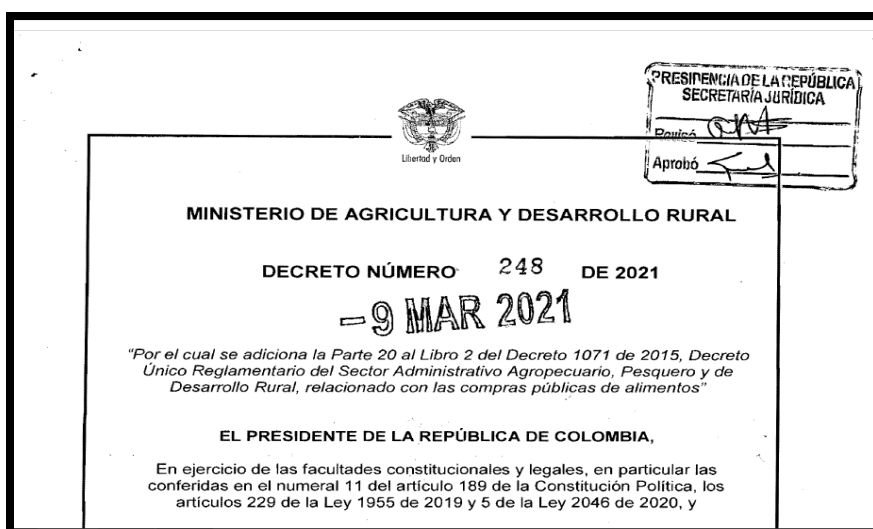 PRESIDENCIA DE LA REPÚBLICA
SECRETARÍA JURÍDICA
Revisó
Aprobó
Libertad y Orden
MINISTERIO DE AGRICULTURA Y DESARROLLO RURAL
DECRETO NÚMERO 248 DE 2021
-9 MAR 2021
"Por el cual se adiciona la Parte 20 al Libro 2 del Decreto 1071 de 2015, Decreto
Único Reglamentario del Sector Administrativo Agropecuario, Pesquero y de
Desarrollo Rural, relacionado con las compras públicas de alimentos"
EL PRESIDENTE DE LA REPÚBLICA DE COLOMBIA,
En ejercicio de las facultades constitucionales y legales, en particular las
conferidas en el numeral 11 del artículo 189 de la Constitución Política, los
artículos 229 de la Ley 1955 de 2019 y 5 de la Ley 2046 de 2020, y